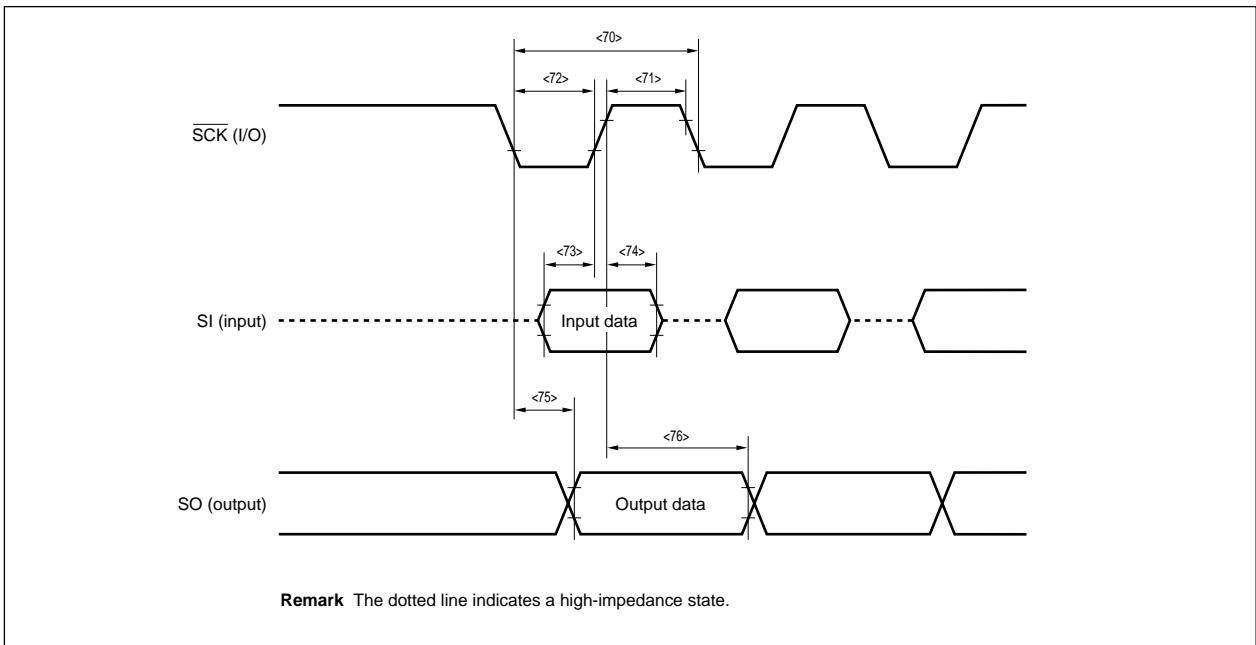 <70>
<72> <71>
SCK (I/O)
<73> <74>
SI (input) Input data
<75>
<76>
SO (output) Output data
Remark The dotted line indicates a high-impedance state.